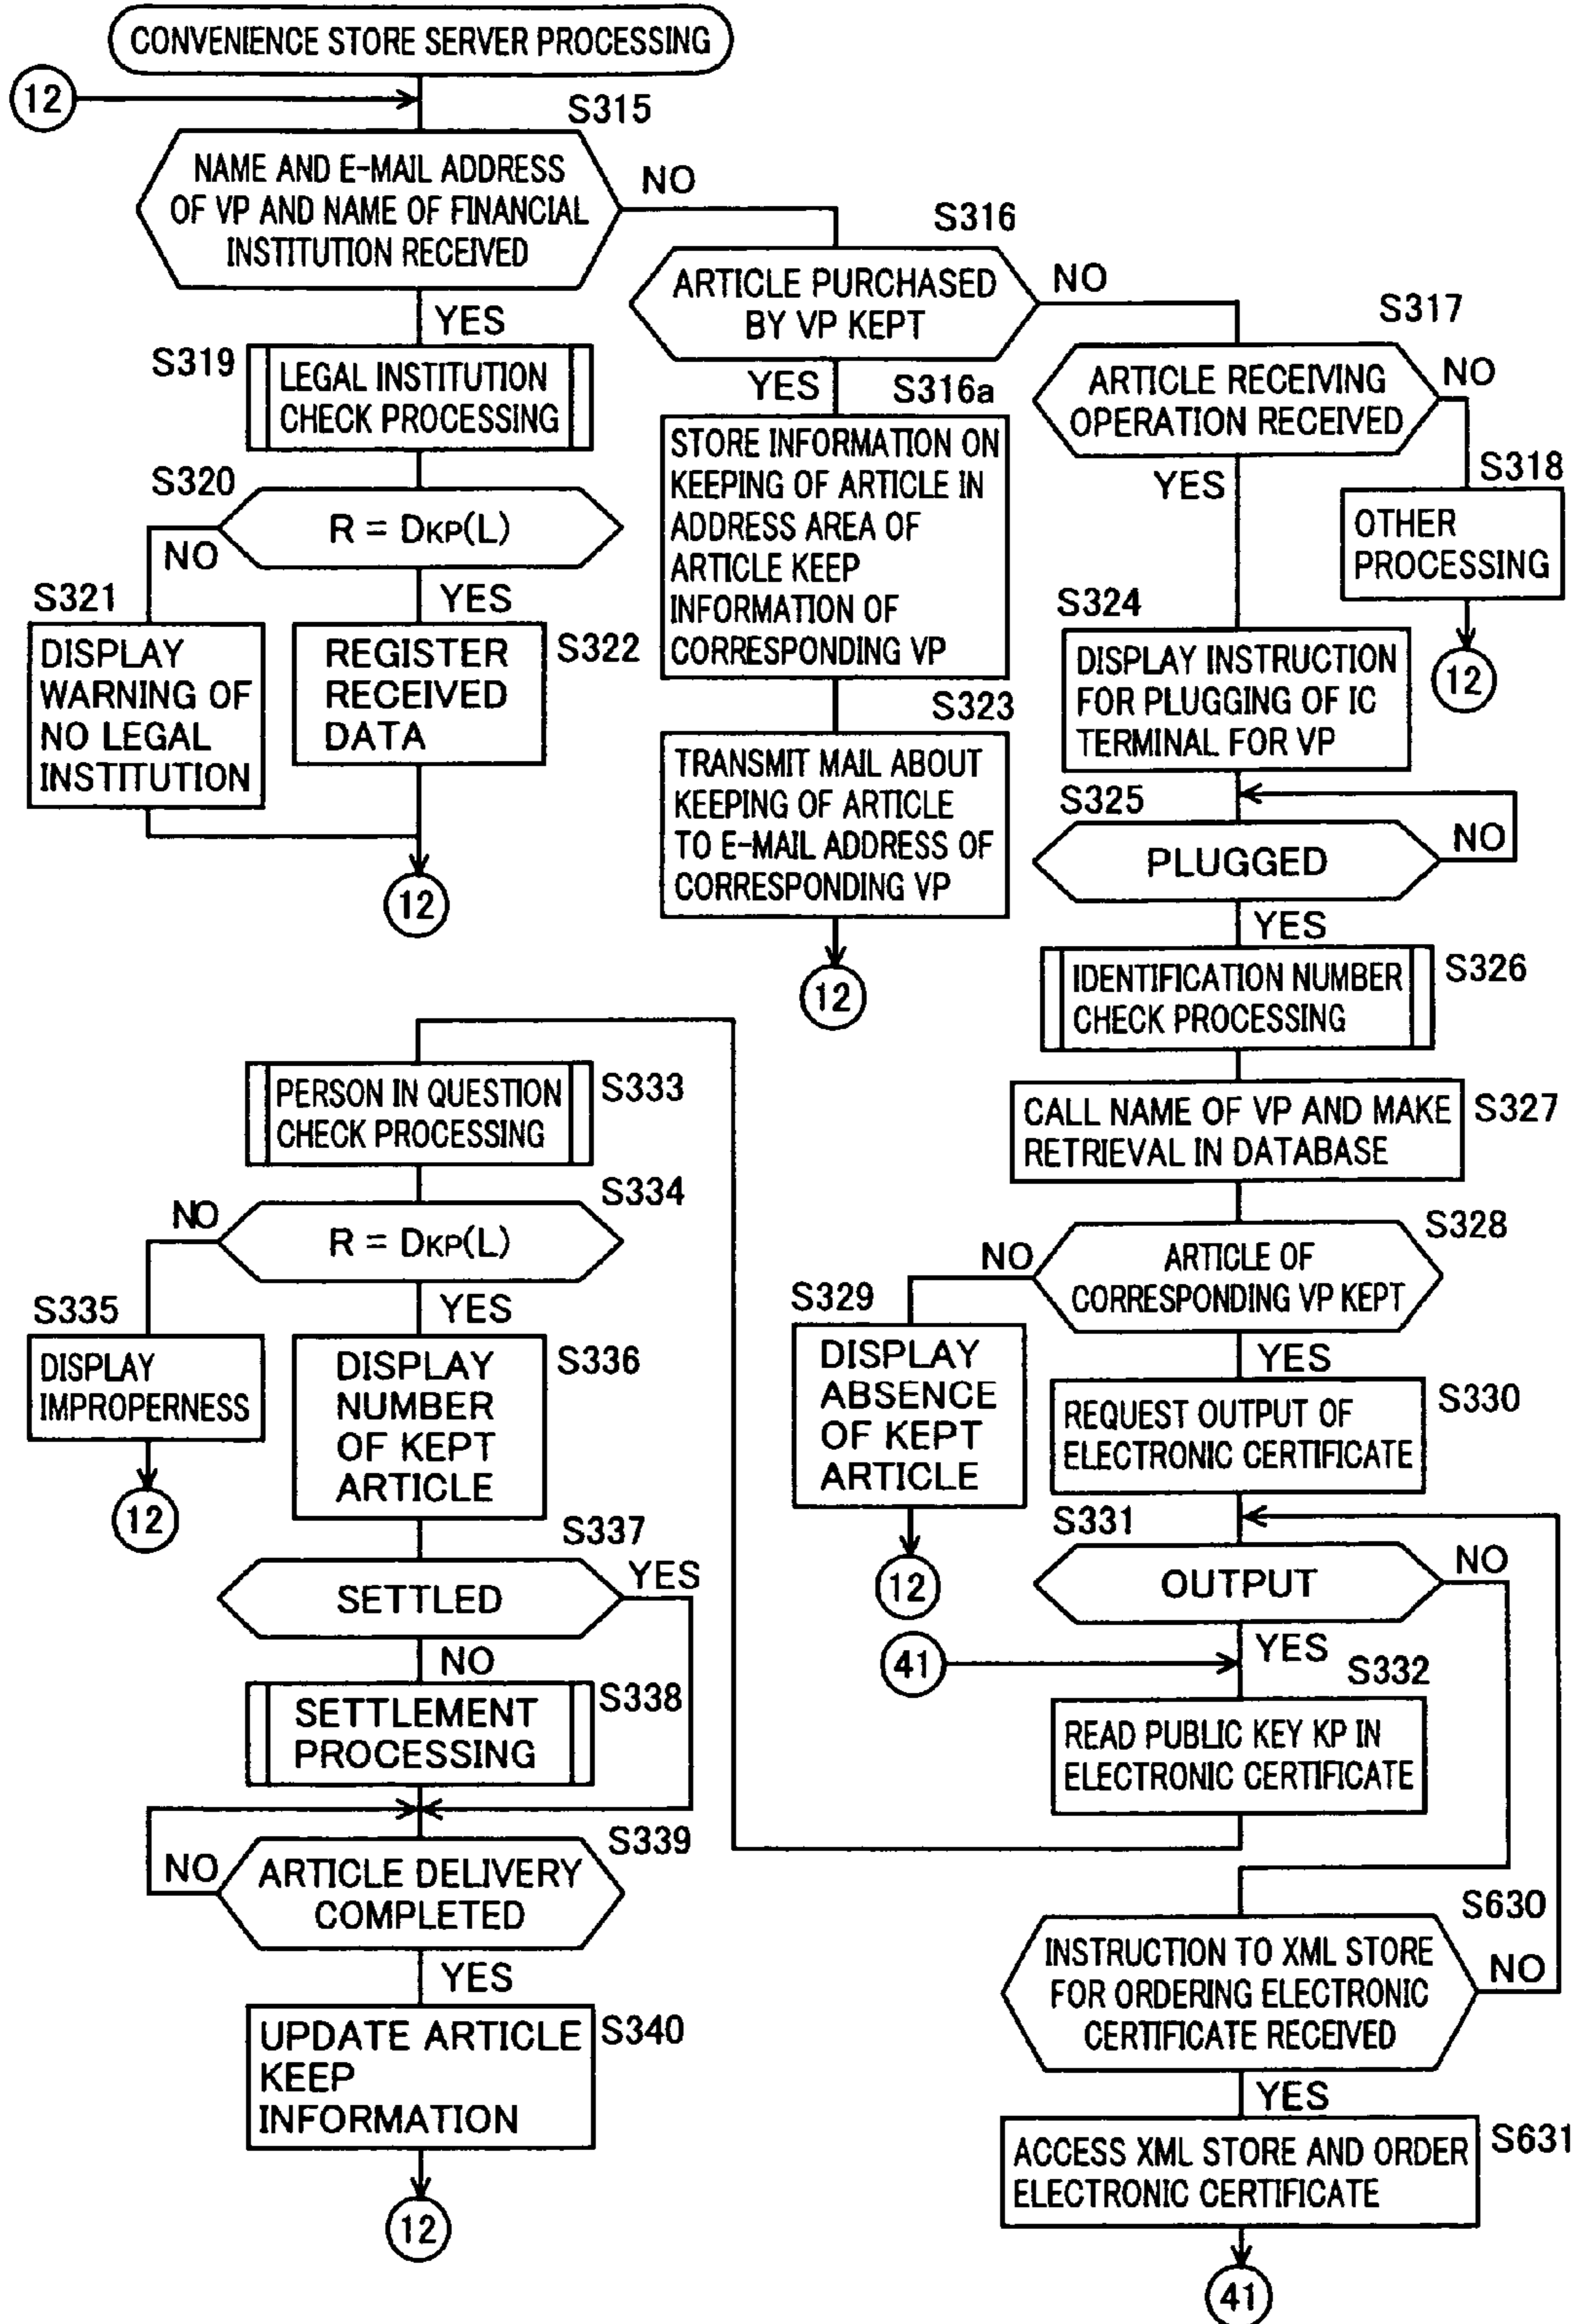 CONVENIENCE STORE SERVER PROCESSING
12
S315
NAME AND E-MAIL ADDRESS
OF VP AND NAME OF FINANCIAL
INSTITUTION RECEIVED
NO
YES
S316
ARTICLE PURCHASED
BY VP KEPT
NO
YES
S317
ARTICLE RECEIVING
OPERATION RECEIVED
NO
YES
S318
OTHER
PROCESSING
12
S319
LEGAL INSTITUTION
CHECK PROCESSING
S320
R = DKP(L)
NO
YES
S321
DISPLAY
WARNING OF
NO LEGAL
INSTITUTION
S322
REGISTER
RECEIVED
DATA
12
S316a
STORE INFORMATION ON
KEEPING OF ARTICLE IN
ADDRESS AREA OF
ARTICLE KEEP
INFORMATION OF
CORRESPONDING VP
S323
TRANSMIT MAIL ABOUT
KEEPING OF ARTICLE
TO E-MAIL ADDRESS OF
CORRESPONDING VP
12
S324
DISPLAY INSTRUCTION
FOR PLUGGING OF IC
TERMINAL FOR VP
S325
PLUGGED
NO
YES
S326
IDENTIFICATION NUMBER
CHECK PROCESSING
S327
CALL NAME OF VP AND MAKE
RETRIEVAL IN DATABASE
S328
ARTICLE OF
CORRESPONDING VP KEPT
NO
YES
S329
DISPLAY
ABSENCE
OF KEPT
ARTICLE
12
S330
REQUEST OUTPUT OF
ELECTRONIC CERTIFICATE
S331
OUTPUT
NO
YES
41
S332
READ PUBLIC KEY KP IN
ELECTRONIC CERTIFICATE
S630
INSTRUCTION TO XML STORE
FOR ORDERING ELECTRONIC
CERTIFICATE RECEIVED
NO
YES
S631
ACCESS XML STORE AND ORDER
ELECTRONIC CERTIFICATE
41
S333
PERSON IN QUESTION
CHECK PROCESSING
S334
R = DKP(L)
NO
YES
S335
DISPLAY
IMPROPERNESS
12
S336
DISPLAY
NUMBER
OF KEPT
ARTICLE
S337
SETTLED
YES
NO
S338
SETTLEMENT
PROCESSING
S339
ARTICLE DELIVERY
COMPLETED
NO
YES
S340
UPDATE ARTICLE
KEEP
INFORMATION
12